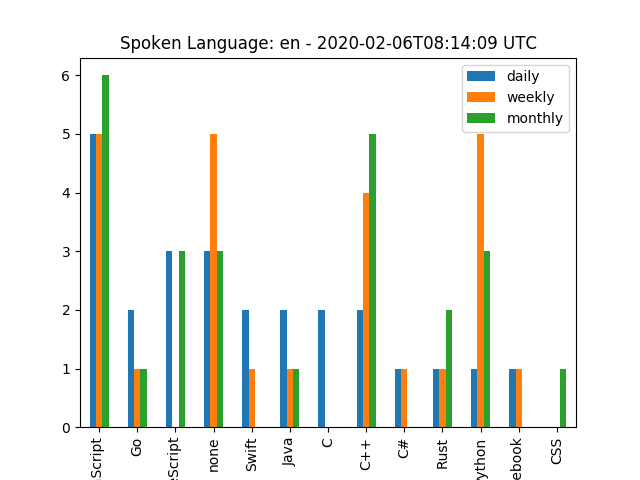 Spoken Language: en - 2020-02-06T08:14:09 UTC
daily
weekly
monthly
6
5
4
3
2
1
0
Script
Go
eScript
none
Swift
Java
C
C++
C#
Rust
ython
ebook
CSS